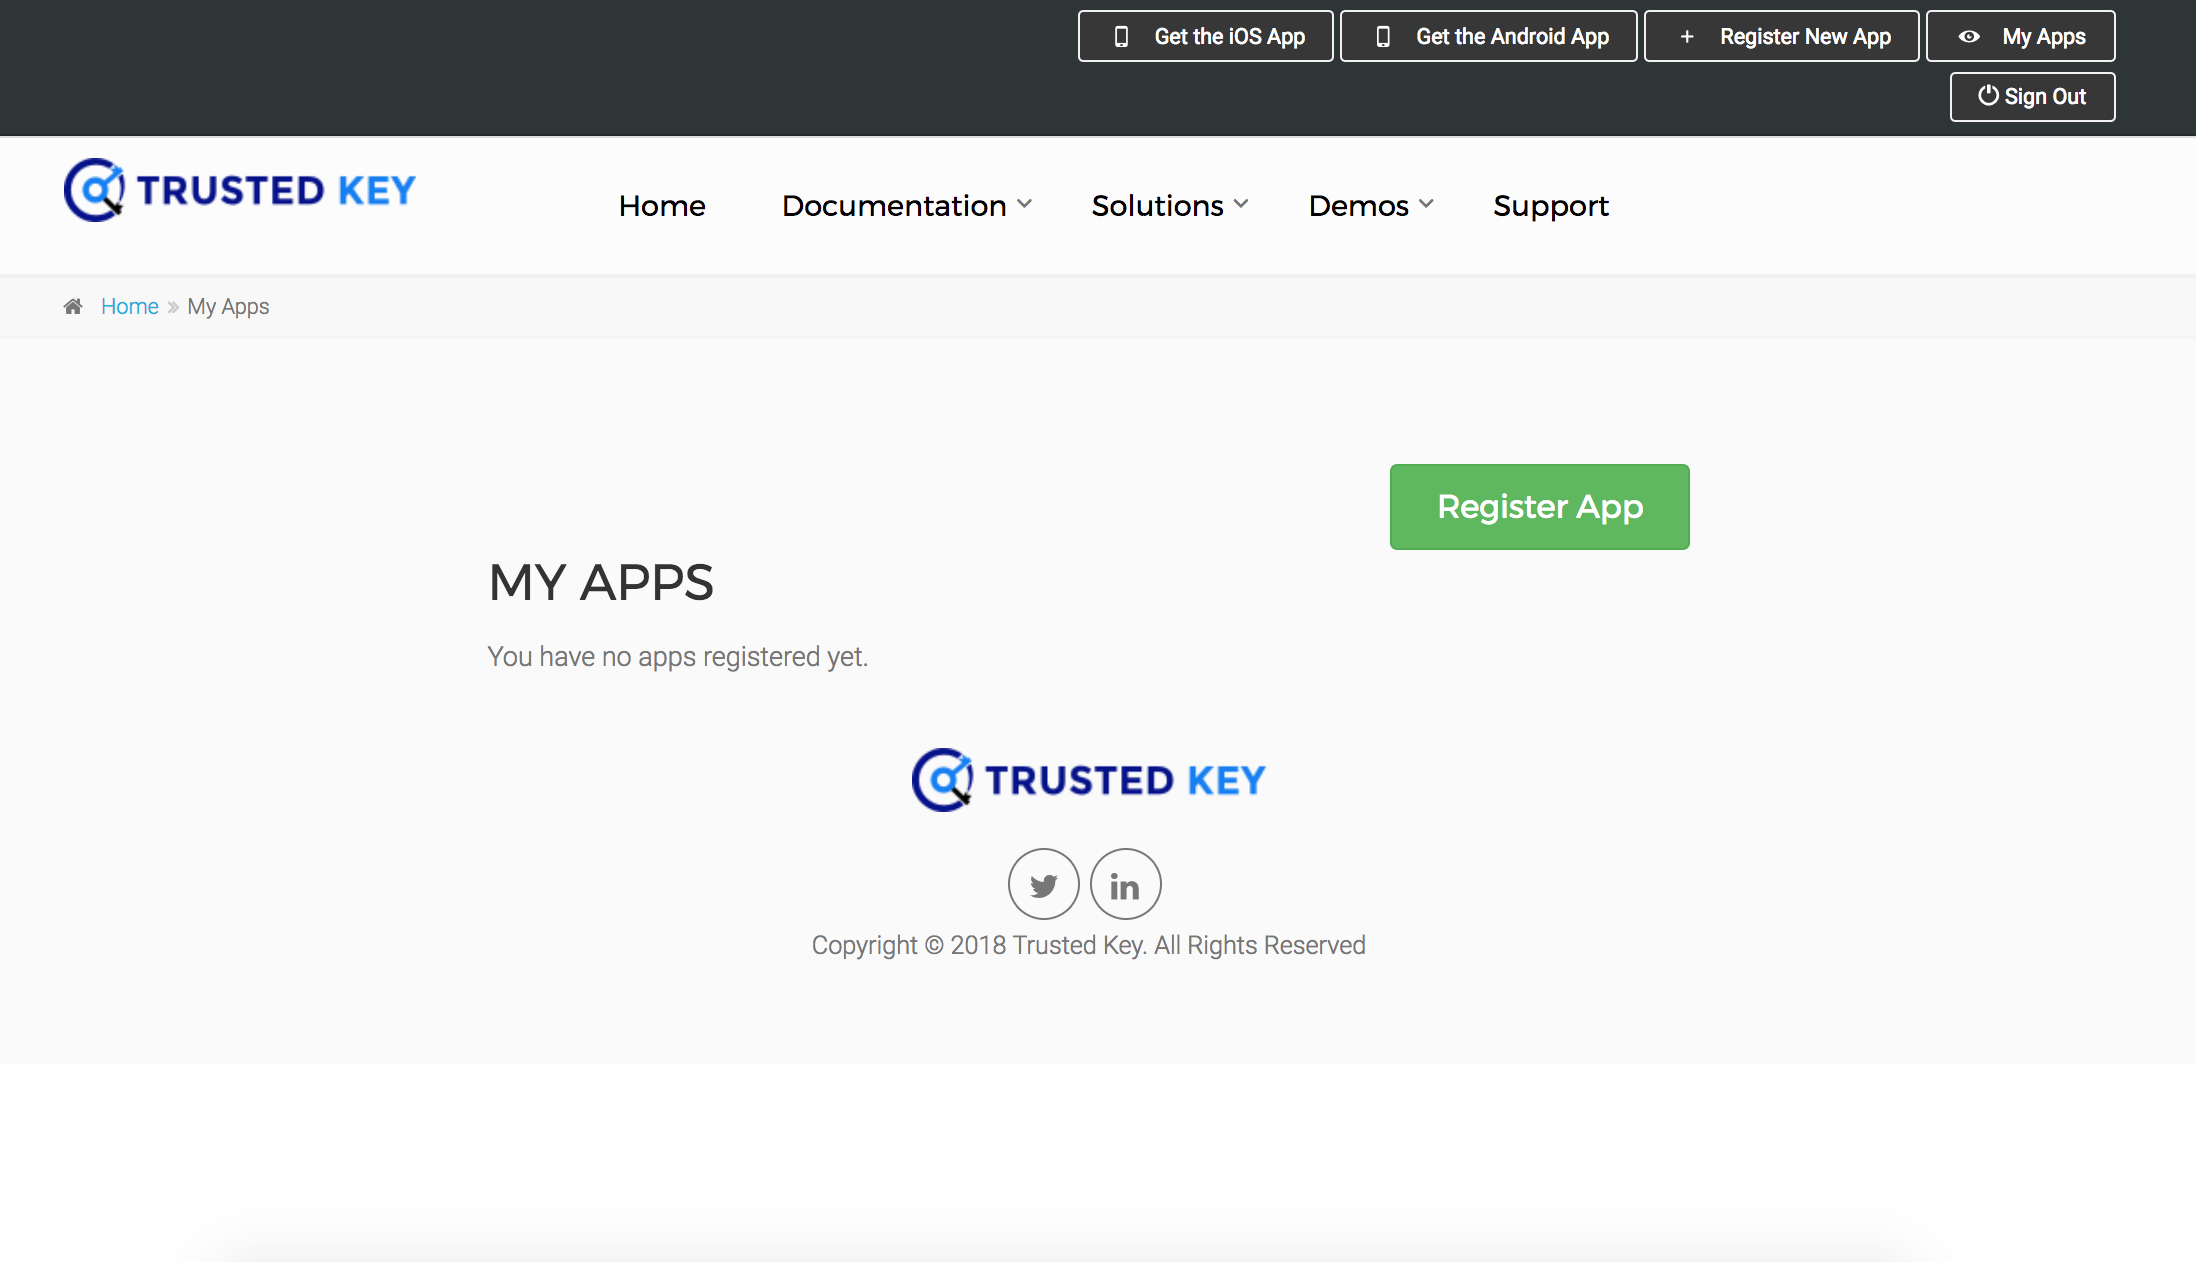 Get the iOS App Get the Android App + Register New App My Apps
Sign Out
TRUSTED KEY
Home Documentation Solutions Demos Support
Home » My Apps
Register App
MY APPS
You have no apps registered yet.
TRUSTED KEY
in
Copyright © 2018 Trusted Key. All Rights Reserved